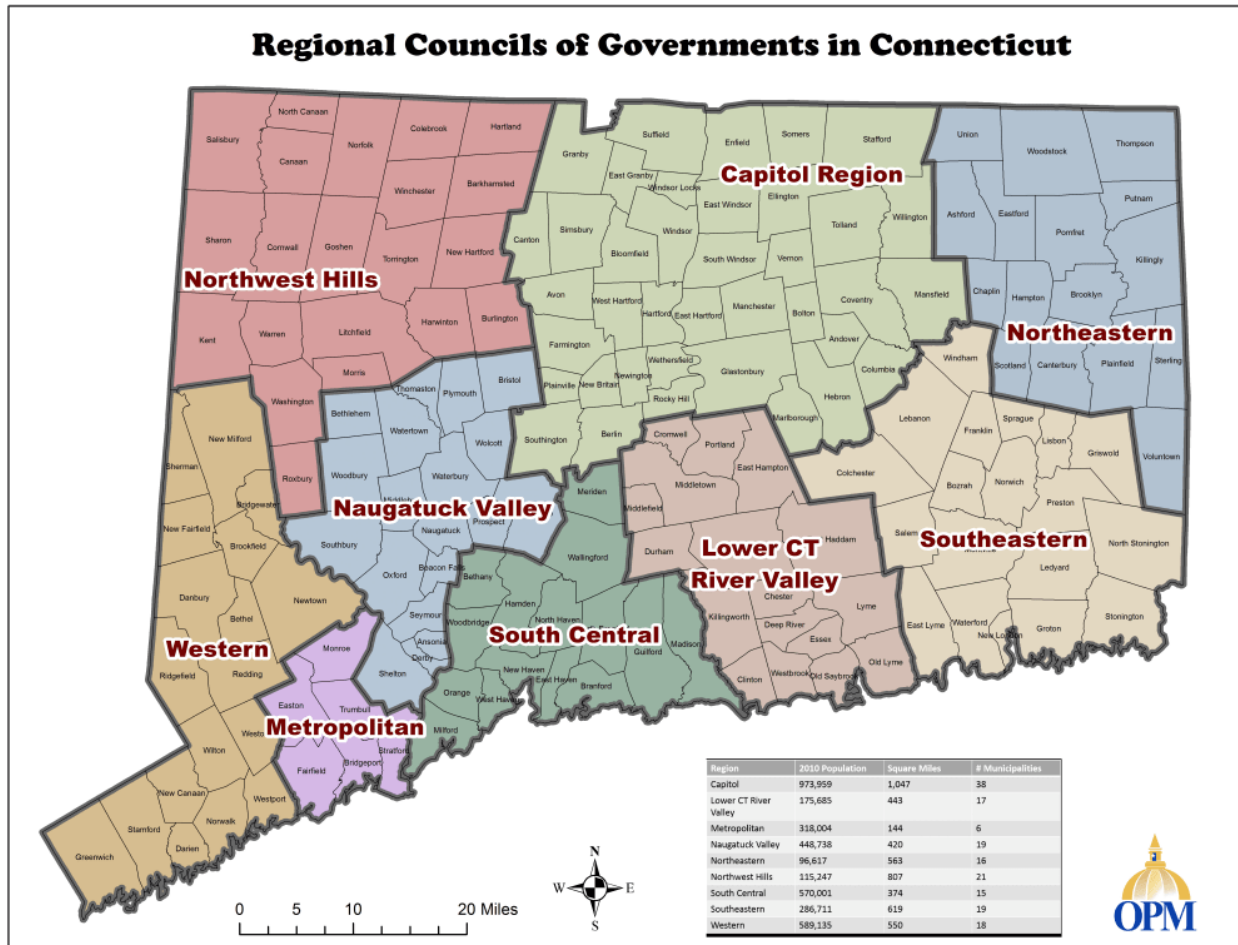 Regional Councils of Governments in Connecticut
North Canaan
Salisbury
Canaan
Norfolk
Colebrook
Hartland
Winchester
Barkhamsted
Sharon
Cornwall
Goshen
Torrington
New Hartford
Northwest Hills
Kent
Warren
Litchfield
Harwinton
Burlington
Morris
Washington
Roxbury
Granby
Suffield
Enfield
Somers
Stafford
East Granby
Windsor Locks
Capitol Region
East Windsor
Ellington
Willington
Canton
Simsbury
Bloomfield
Windsor
Tolland
South Windsor
Vernon
Avon
West Hartford
Hartford
East Hartford
Manchester
Bolton
Coventry
Mansfield
Andover
Farmington
Wethersfield
Newington
Glastonbury
Columbia
Plainville
New Britain
Rocky Hill
Hebron
Marlborough
Southington
Berlin
Union
Woodstock
Thompson
Putnam
Ashford
Eastford
Pomfret
Killingly
Chaplin
Hampton
Brooklyn
Northeastern
Scotland
Canterbury
Plainfield
Sterling
Voluntown
Bristol
Thomaston
Plymouth
Bethlehem
Watertown
Wolcott
Woodbury
Waterbury
Naugatuck Valley
Prospect
Naugatuck
Southbury
Oxford
Beacon Falls
Seymour
Ansonia
Derby
Shelton
New Milford
Sherman
Bridgewater
New Fairfield
Brookfield
Danbury
Bethel
Newtown
Western
Ridgefield
Redding
Wilton
New Canaan
Westport
Norwalk
Stamford
Darien
Greenwich
Monroe
Easton
Trumbull
Metropolitan
Stratford
Fairfield
Bridgeport
Meriden
Wallingford
Bethany
Hamden
Woodbridge
North Haven
South Central
Guilford
Madison
New Haven
East Haven
Branford
Orange
West Haven
Milford
Cromwell
Portland
East Hampton
Middletown
Middlefield
Durham
Haddam
Lower CT
River Valley
Chester
Killingworth
Deep River
Essex
Lyme
Clinton
Westbrook
Old Saybrook
Old Lyme
Windham
Lebanon
Franklin
Sprague
Lisbon
Griswold
Colchester
Bozrah
Norwich
Preston
Salem
Southeastern
North Stonington
Ledyard
East Lyme
Waterford
New London
Groton
Stonington
Region 2010 Population Square Miles # Municipalities
Capitol 973,959 1,047 38
Lower CT River
Valley 175,685 443 17
Metropolitan 318,004 144 6
Naugatuck Valley 448,738 420 19
Northeastern 96,617 563 16
Northwest Hills 115,247 807 21
South Central 570,001 374 15
Southeastern 286,711 619 19
Western 589,135 550 18
N
W E
S
0 5 10 20 Miles
OPM